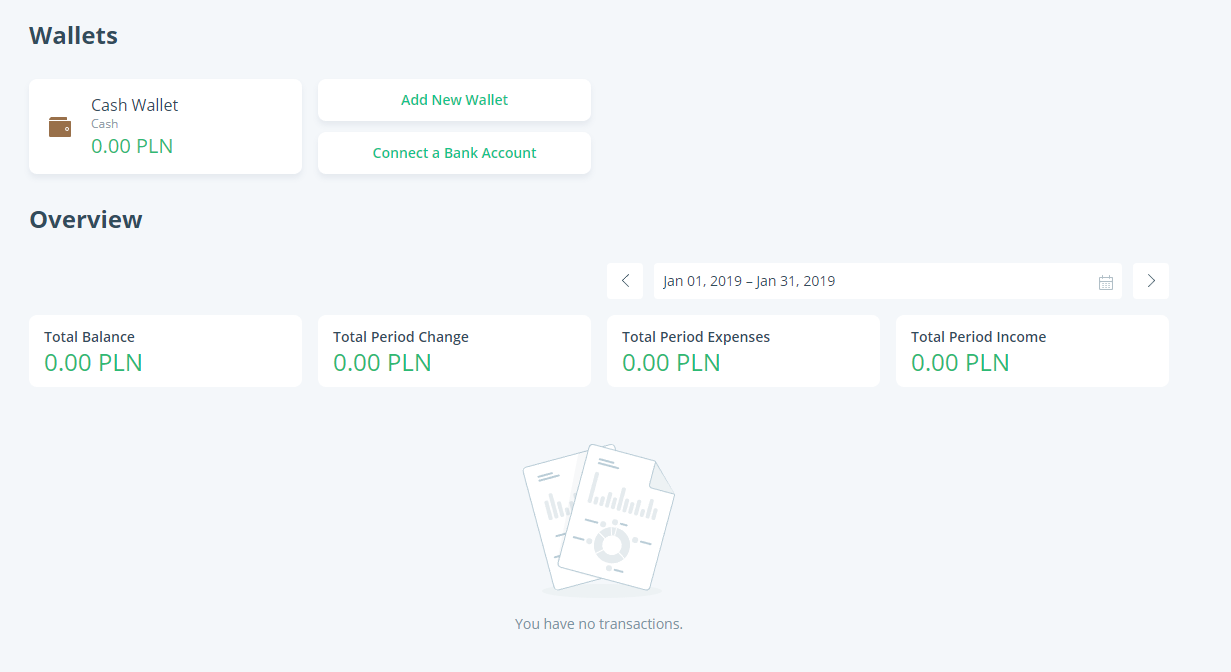 Wallets
Cash Wallet
Cash
0.00 PLN
Add New Wallet
Connect a Bank Account
Overview
Jan 01, 2019 – Jan 31, 2019
Total Balance
0.00 PLN
Total Period Change
0.00 PLN
Total Period Expenses
0.00 PLN
Total Period Income
0.00 PLN
You have no transactions.